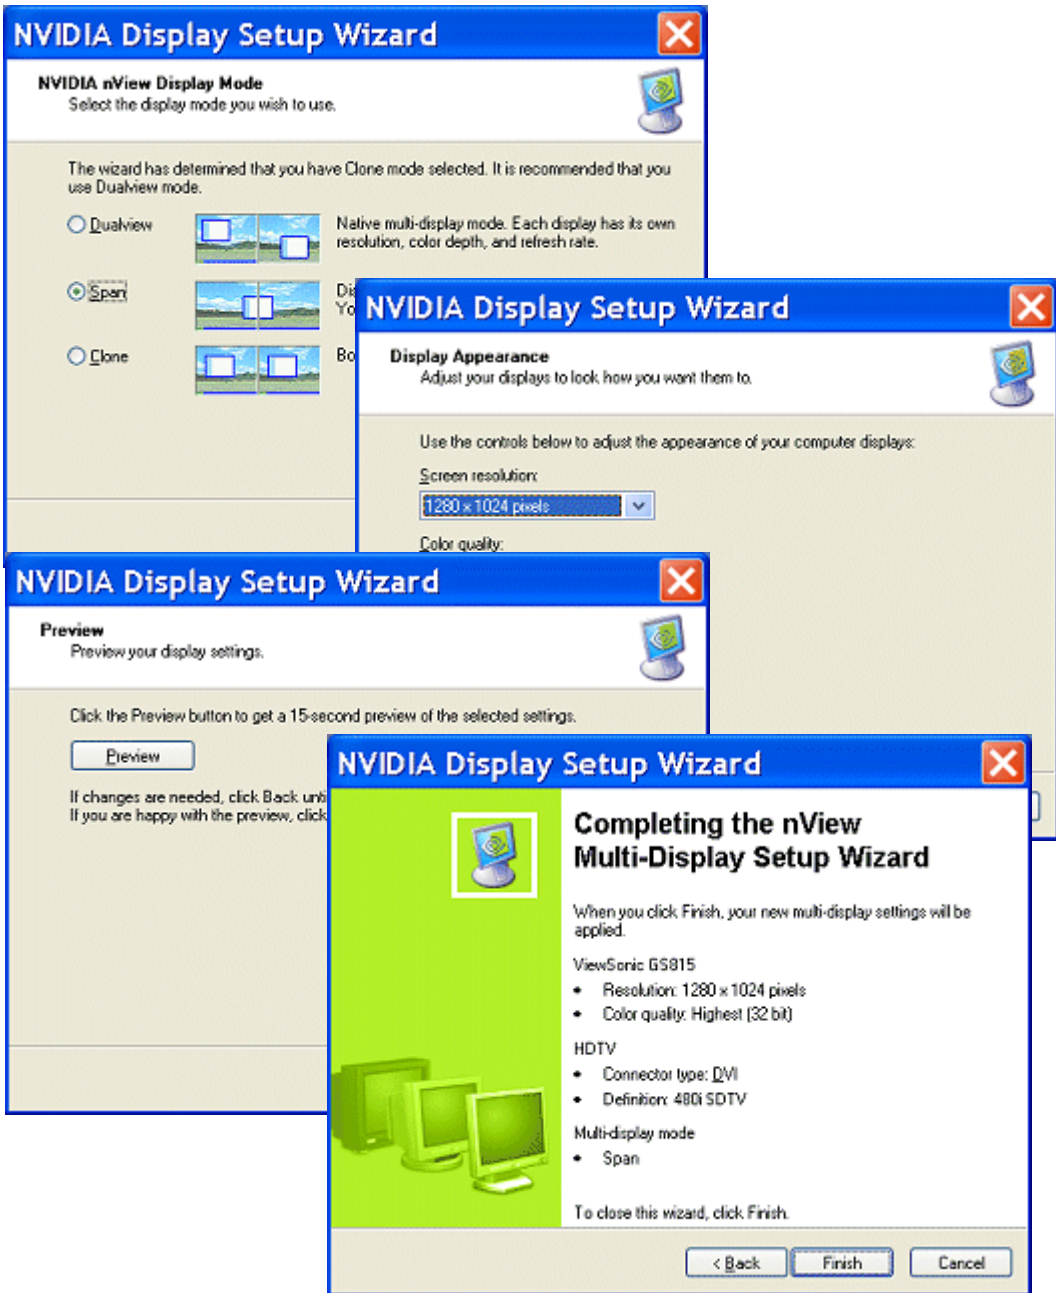 NVIDIA Display Setup Wizard
NVIDIA nView Display Mode
Select the display mode you wish to use.
The wizard has determined that you have Clone mode selected. It is recommended that you
use Dualview mode.
Dualview
Native multi-display mode. Each display has its own
resolution, color depth, and refresh rate.
Span
Clone
NVIDIA Display Setup Wizard
Display Appearance
Adjust your displays to look how you want them to.
Use the controls below to adjust the appearance of your computer displays:
Screen resolution:
1280 x 1024 pixels
Color quality:
NVIDIA Display Setup Wizard
Preview
Preview your display settings.
Click the Preview button to get a 15-second preview of the selected settings.
Preview
If changes are needed, click Back
If you are happy with the preview, click
NVIDIA Display Setup Wizard
Completing the nView
Multi-Display Setup Wizard
When you click Finish, your new multi-display settings will be
applied.
ViewSonic GS815
• Resolution: 1280 x 1024 pixels
• Color quality: Highest (32 bit)
HDTV
• Connector type: DVI
• Definition: 480i SDTV
Multi-display mode
• Span
To close this wizard, click Finish.
< Back
Finish
Cancel